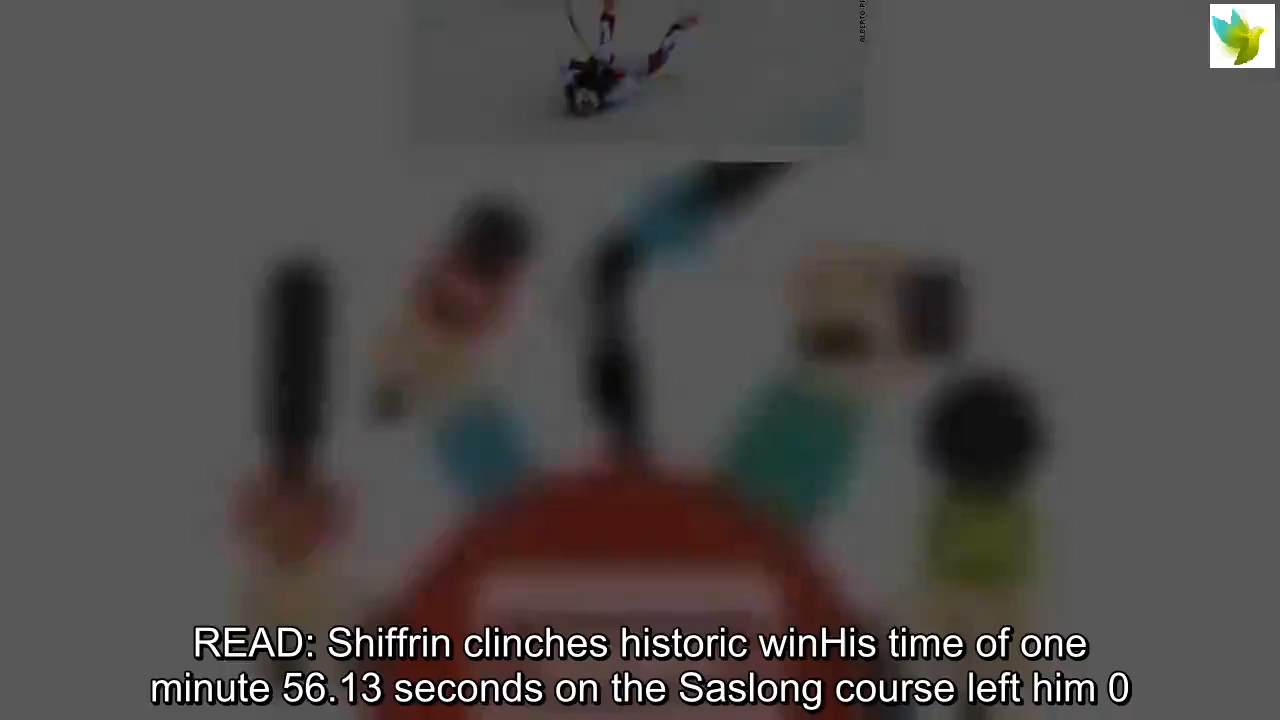 ALBERTO P
READ: Shiffrin clinches historic winHis time of one
minute 56.13 seconds on the Saslong course left him 0